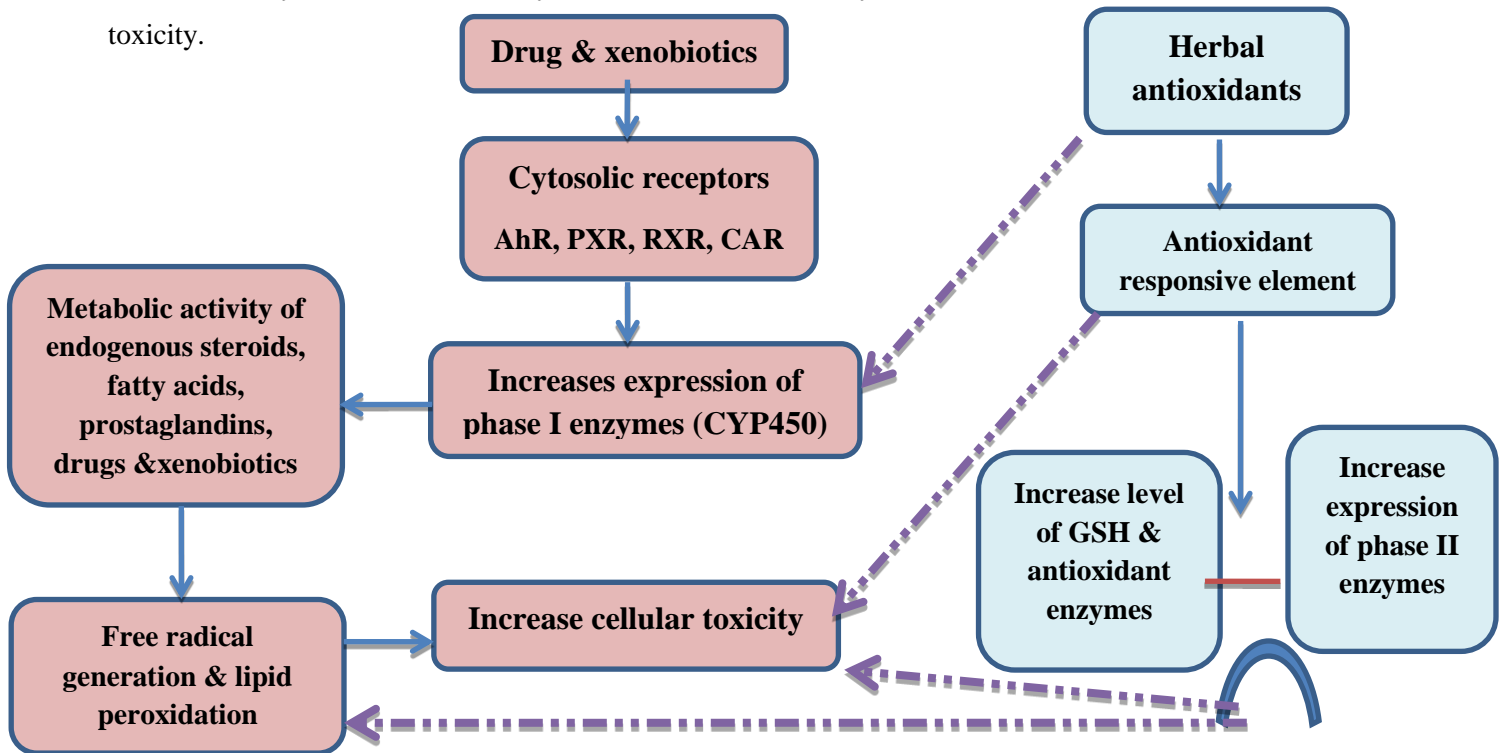 toxicity.
Drug & xenobiotics
Cytosolic receptors
AhR, PXR, RXR, CAR
Increases expression of
phase I enzymes (CYP450)
Metabolic activity of
endogenous steroids,
fatty acids,
prostaglandins,
drugs &xenobiotics
Free radical
generation & lipid
peroxidation
Increase cellular toxicity
Herbal
antioxidants
Antioxidant
responsive element
Increase level
of GSH &
antioxidant
enzymes
Increase
expression
of phase II
enzymes